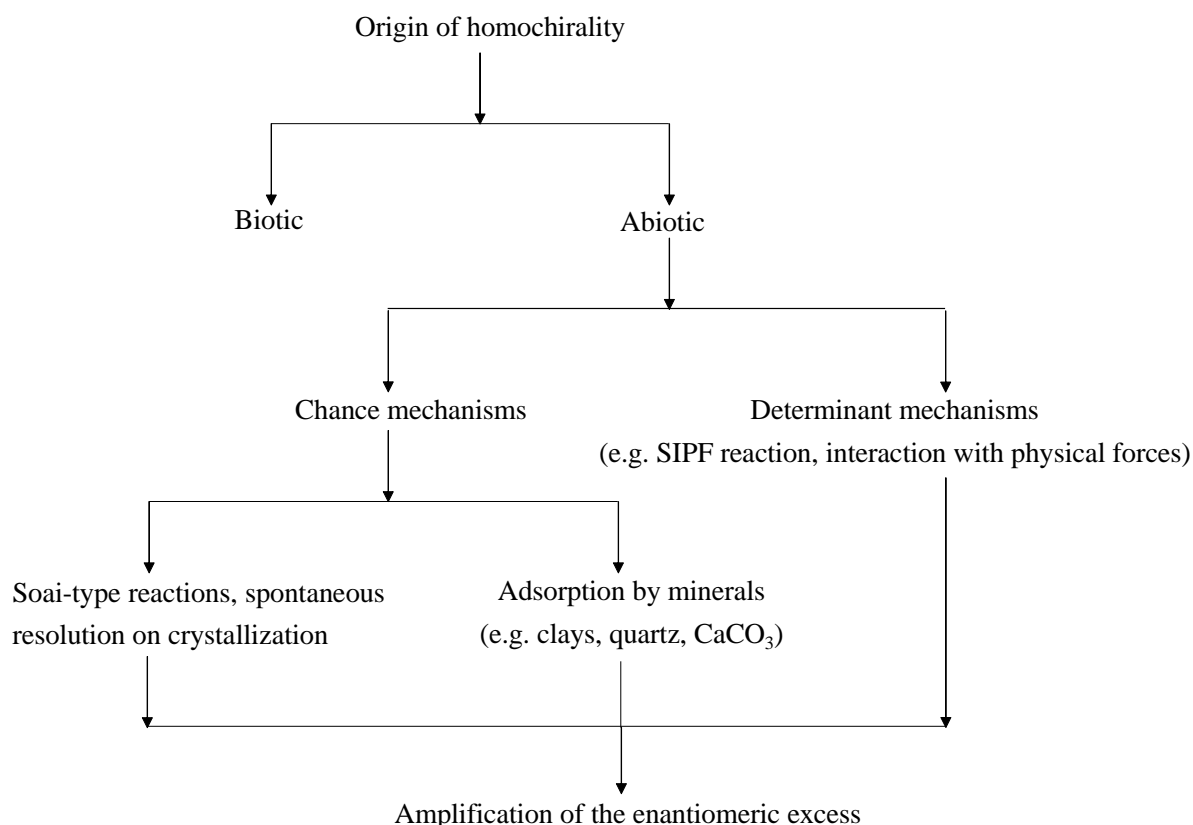 Origin of homochirality
Biotic
Abiotic
Chance mechanisms
Determinant mechanisms
(e.g. SIPF reaction, interaction with physical forces)
Soai-type reactions, spontaneous
resolution on crystallization
Adsorption by minerals
(e.g. clays, quartz, CaCO₃)
Amplification of the enantiomeric excess